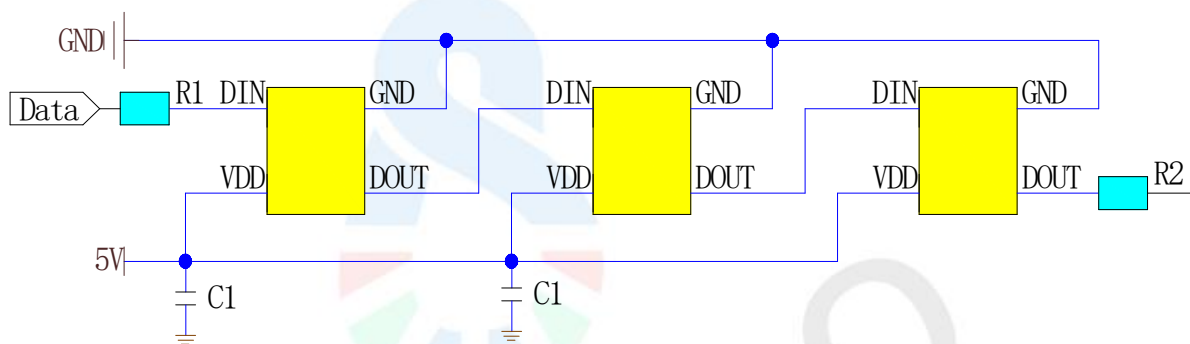 GND
Data R1 DIN GND DIN GND DIN GND
VDD DOUT VDD DOUT VDD DOUT R2
5V
C1 C1